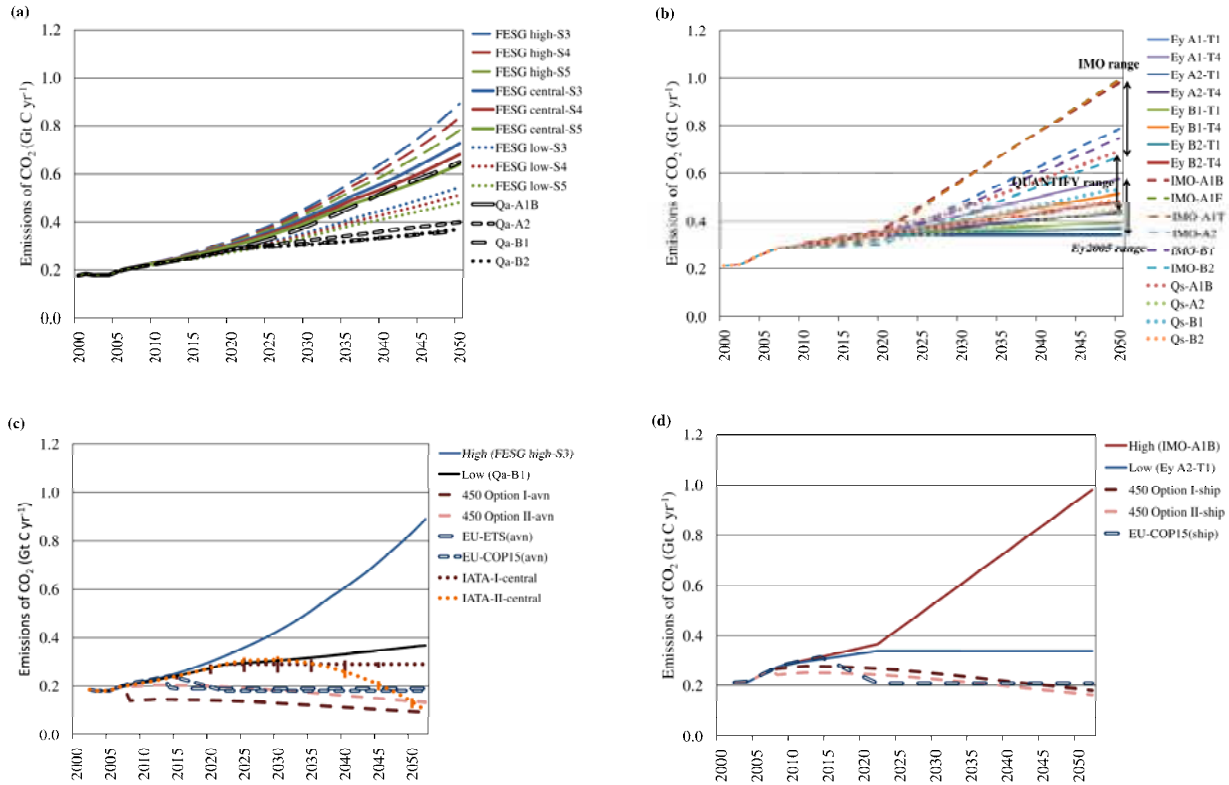 (a)
Emissions of CO2 (Gt C yr-1)
1.2
1.0
0.8
0.6
0.4
0.2
0.0
2000
2005
2010
2015
2020
2025
2030
2035
2040
2045
2050
FESG high-S3
FESG high-S4
FESG high-S5
FESG central-S3
FESG central-S4
FESG central-S5
FESG low-S3
FESG low-S4
FESG low-S5
Qa-A1B
Qa-A2
Qa-B1
Qa-B2
(b)
Emissions of CO2 (Gt C yr-1)
1.2
1.0
0.8
0.6
0.4
0.2
0.0
2000
2005
2010
2015
2020
2025
2030
2035
2040
2045
2050
IMO range
QUANTIFY range
Ey2005 range
Ey A1-T1
Ey A1-T4
Ey A2-T1
Ey A2-T4
Ey B1-T1
Ey B1-T4
Ey B2-T1
Ey B2-T4
IMO-A1B
IMO-A1F
IMO-A1T
IMO-A2
IMO-B1
IMO-B2
Qs-A1B
Qs-A2
Qs-B1
Qs-B2
(c)
Emissions of CO2 (Gt C yr-1)
1.2
1.0
0.8
0.6
0.4
0.2
0.0
2000
2005
2010
2015
2020
2025
2030
2035
2040
2045
2050
High (FESG high-S3)
Low (Qa-B1)
450 Option I-avn
450 Option II-avn
EU-ETS(avn)
EU-COP15(avn)
IATA-I-central
IATA-II-central
(d)
Emissions of CO2 (Gt C yr-1)
1.2
1.0
0.8
0.6
0.4
0.2
0.0
2000
2005
2010
2015
2020
2025
2030
2035
2040
2045
2050
High (IMO-A1B)
Low (Ey A2-T1)
450 Option I-ship
450 Option II-ship
EU-COP15(ship)